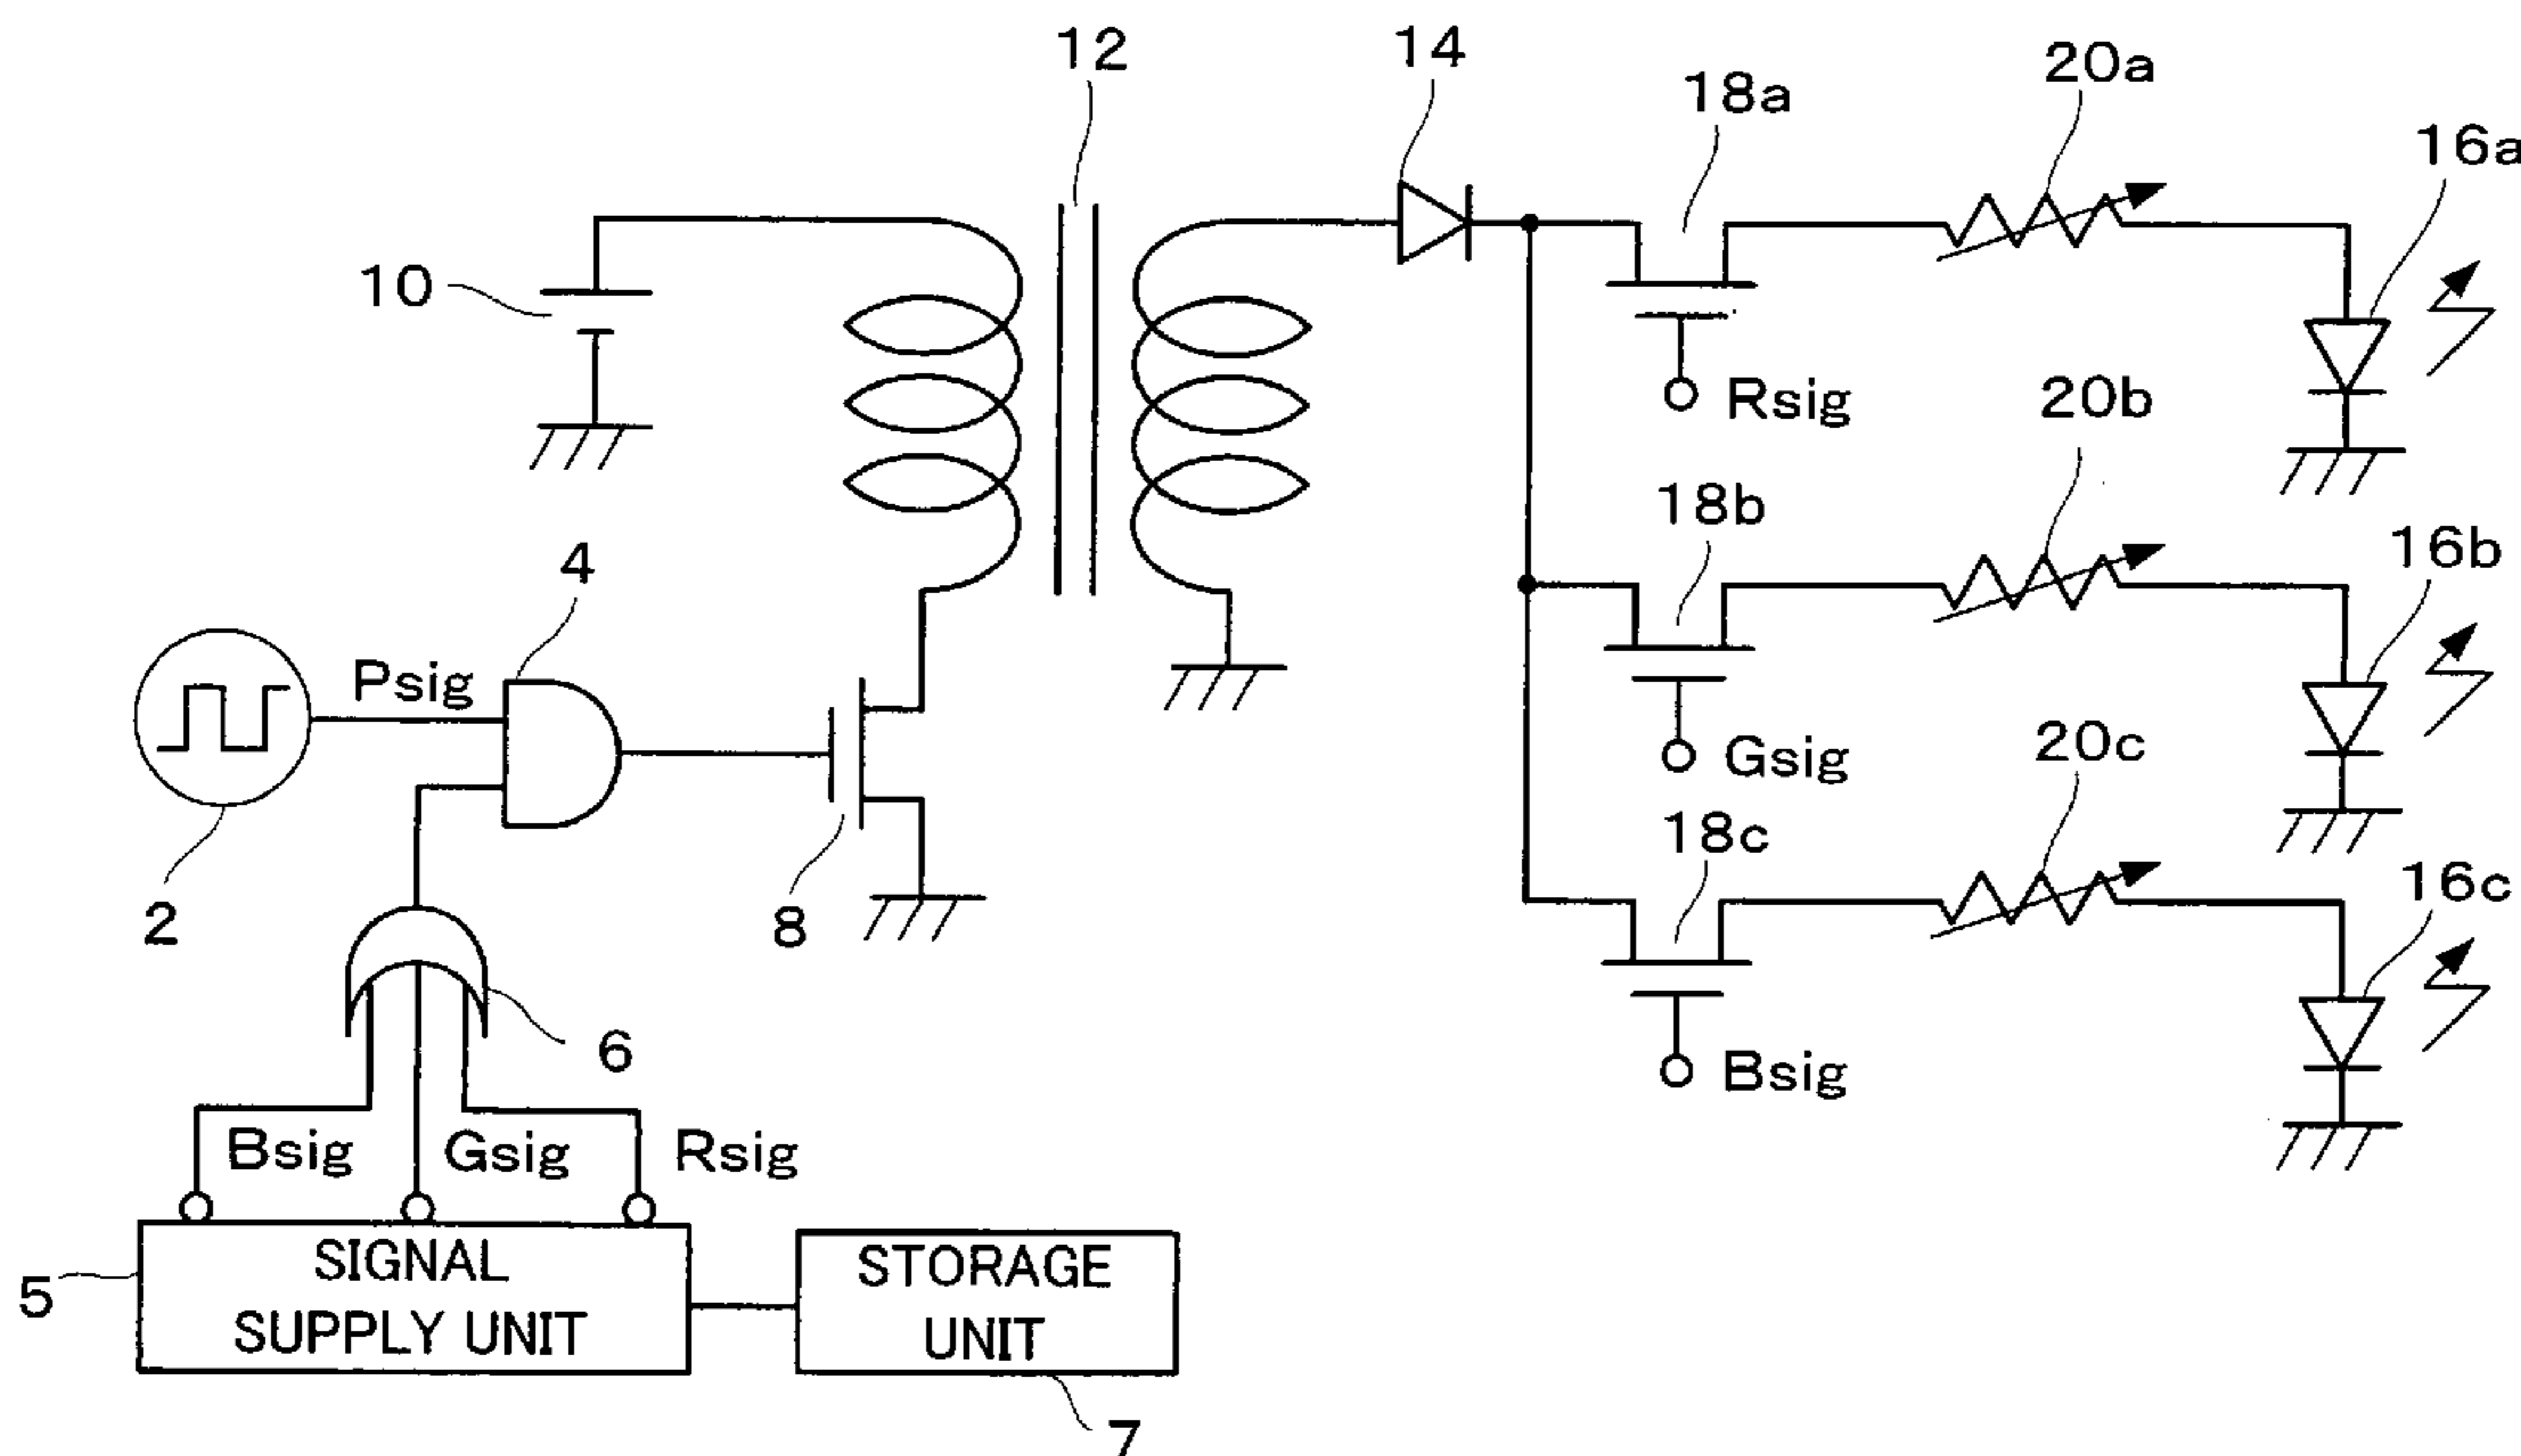 12
14
20a
18a
16a
10
Rsig
20b
18b
16b
4
Psig
Gsig
20c
18c
16c
2
8
6
Bsig
Bsig Gsig Rsig
5
SIGNAL
SUPPLY UNIT
STORAGE
UNIT
7